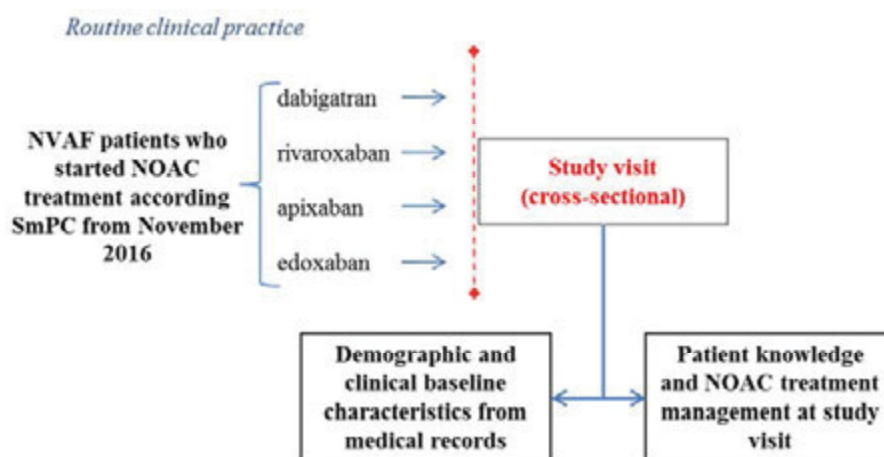 Routine clinical practice
NVAF patients who
started NOAC
treatment according
SmPC from November
2016
dabigatran
rivaroxaban
apixaban
edoxaban
Study visit
(cross-sectional)
Demographic and
clinical baseline
characteristics from
medical records
Patient knowledge
and NOAC treatment
management at study
visit